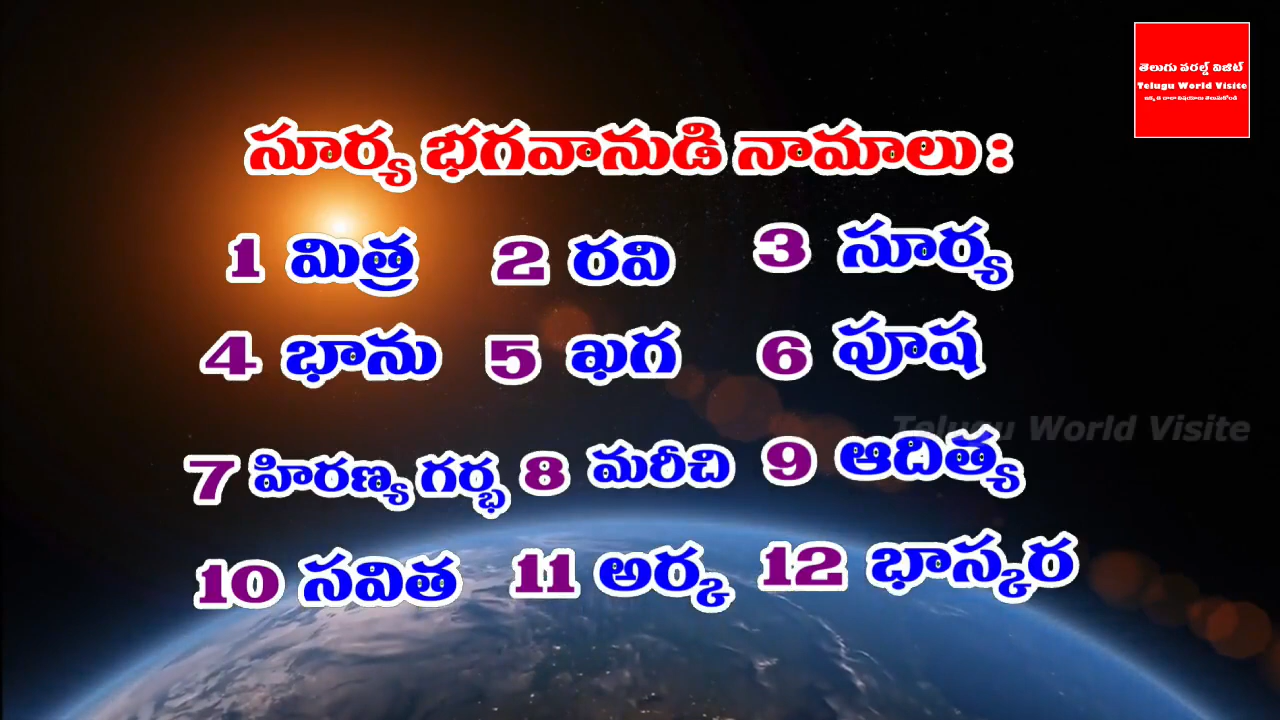 తెలుగు వరల్డ్ విజిట్
Telugu World Visite
సూర్య భగవానుడి నామాలు :
1 మిత్ర 2 రవి 3 సూర్య
4 భాను 5 ఖగ 6 పూష
Telugu World Visite
7 హిరణ్య గర్భ 8 మరీచి 9 ఆదిత్య
10 సవిత 11 అర్క 12 భాస్కర